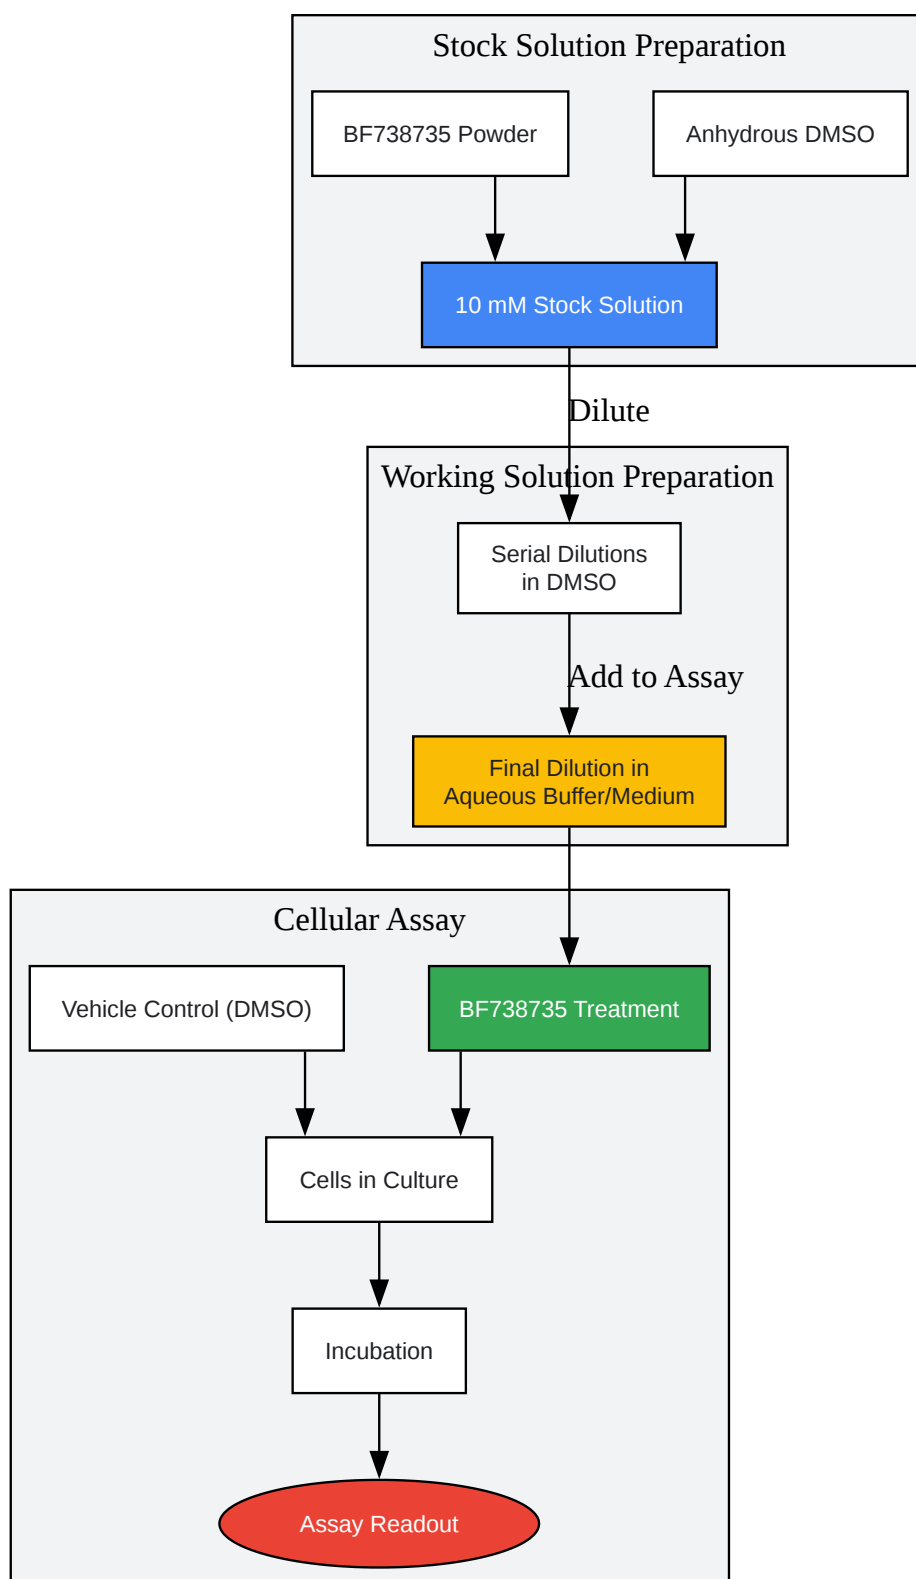 Stock Solution Preparation
BF738735 Powder
Anhydrous DMSO
10 mM Stock Solution
Dilute
Working Solution Preparation
Serial Dilutions
in DMSO
Add to Assay
Final Dilution in
Aqueous Buffer/Medium
Cellular Assay
Vehicle Control (DMSO)
BF738735 Treatment
Cells in Culture
Incubation
Assay Readout